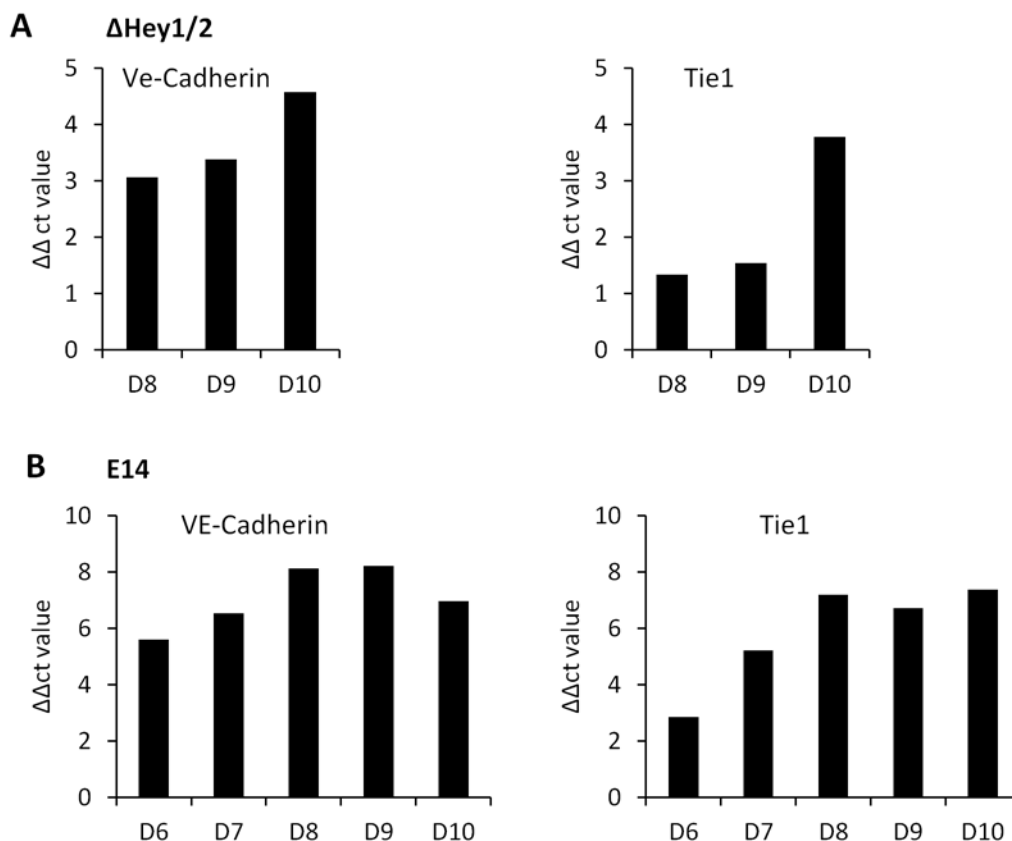 A ΔHey1/2
Ve-Cadherin
5
4
3
2
1
0
ΔΔ ct value
D8 D9 D10
Tie1
5
4
3
2
1
0
ΔΔ ct value
D8 D9 D10
B E14
VE-Cadherin
10
8
6
4
2
0
ΔΔct value
D6 D7 D8 D9 D10
Tie1
10
8
6
4
2
0
ΔΔct value
D6 D7 D8 D9 D10